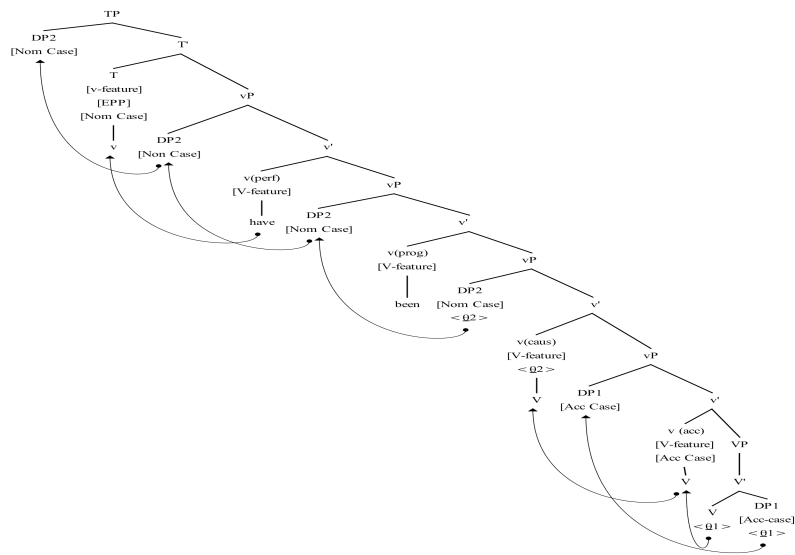 TP
DP2
[Nom Case]
T'
T
[v-feature]
[EPP]
[Nom Case]
v
vP
DP2
[Non Case]
v'
v(perf)
[V-feature]
have
vP
DP2
[Nom Case]
v'
v(prog)
[V-feature]
been
vP
DP2
[Nom Case]
<θ2>
v'
v(caus)
[V-feature]
<θ2>
V
vP
DP1
[Acc Case]
v'
v (acc)
[V-feature]
[Acc Case]
V
VP
V'
V
<θ1>
DP1
[Acc-case]
<θ1>